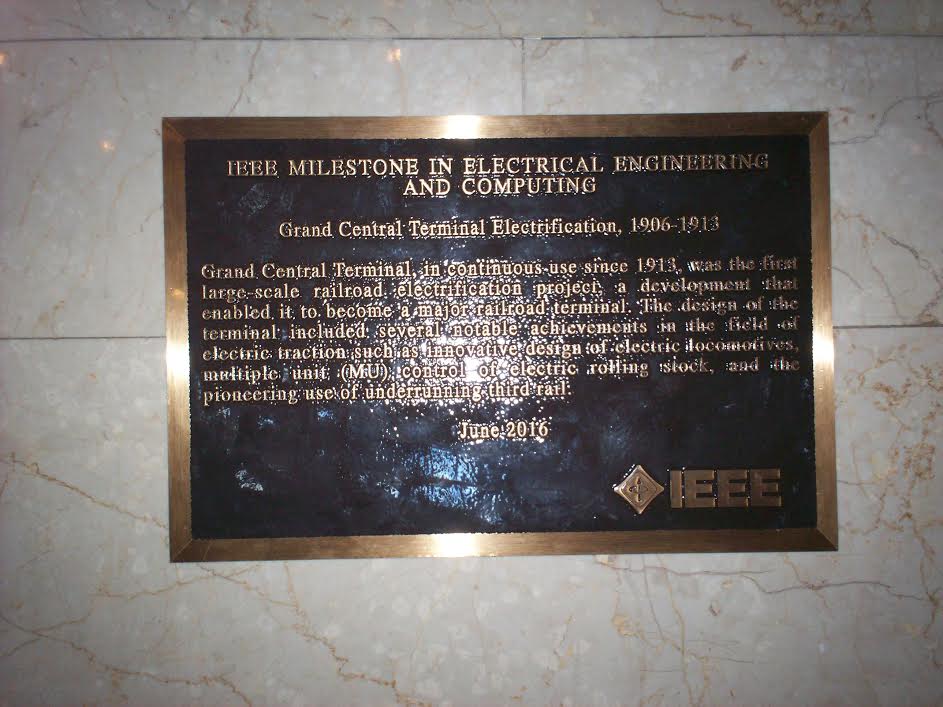 IEEE MILESTONE IN ELECTRICAL ENGINEERING
AND COMPUTING
Grand Central Terminal Electrification, 1906-1913
Grand Central Terminal, in continuous use since 1913, was the first
large-scale railroad electrification project, a development that
enabled it to become a major railroad terminal. The design of the
terminal included several notable achievements in the field of
electric traction such as innovative design of electric locomotives,
multiple unit (MU) control of electric rolling stock, and the
pioneering use of underrunning third rail.
June 2016
IEEE